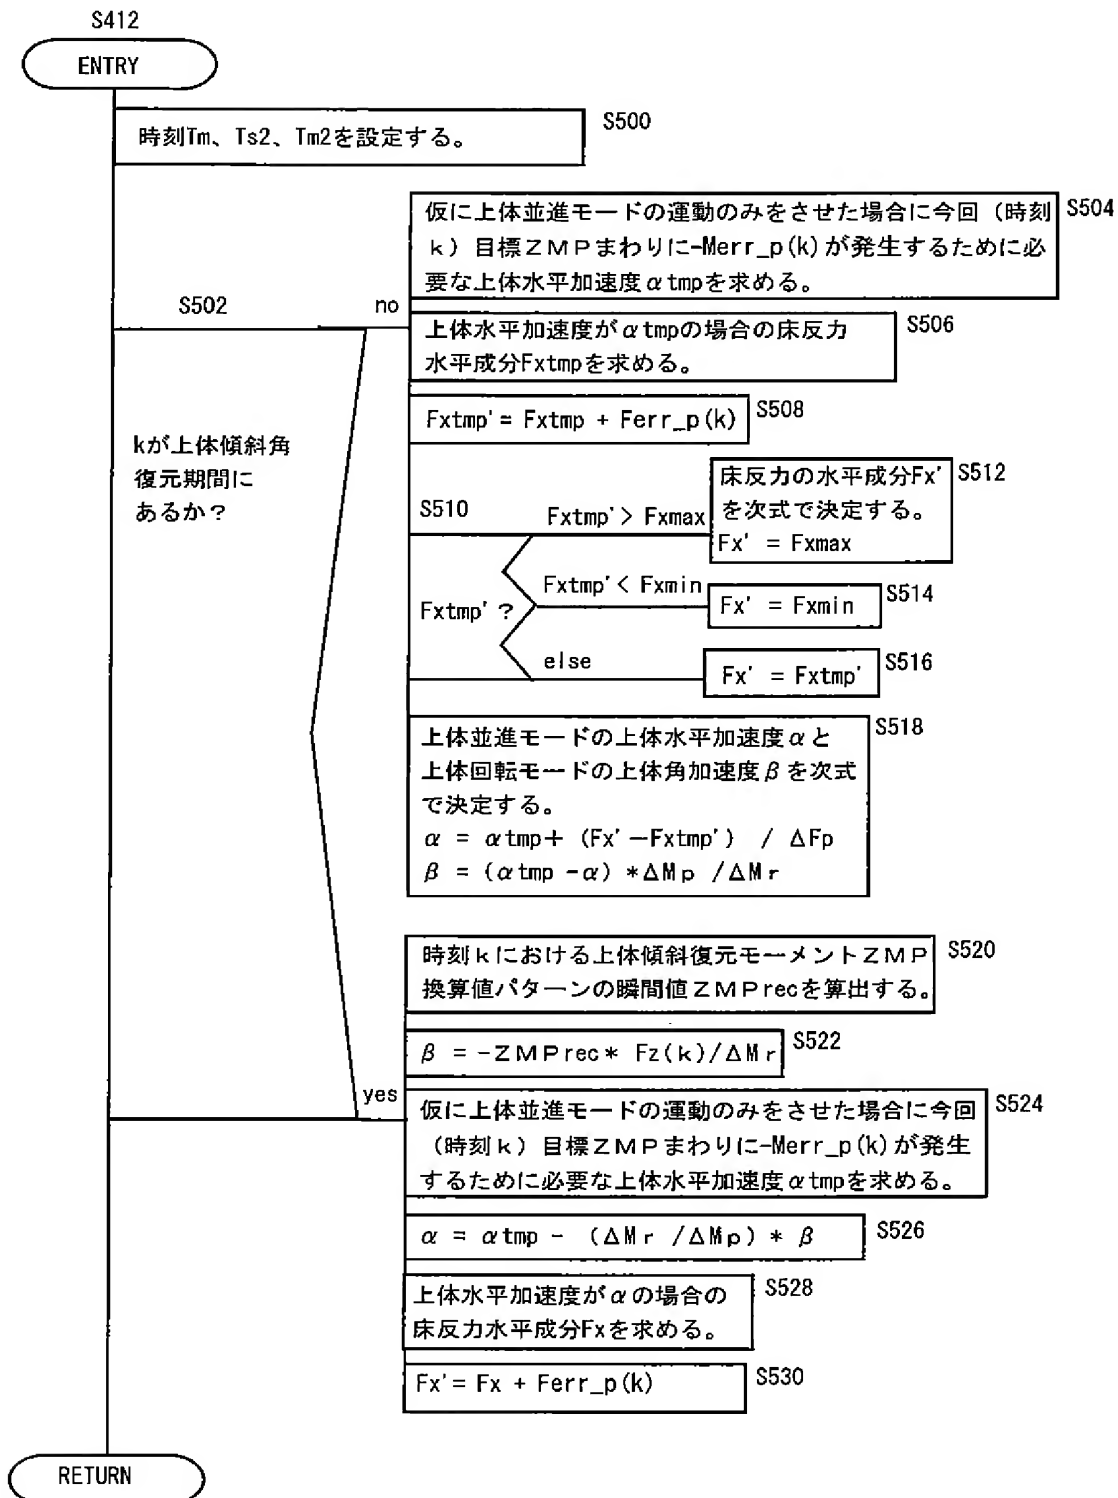 S412
ENTRY
時刻Tm、Ts2、Tm2を設定する。
S500
仮に上体並進モードの運動のみをさせた場合に今回（時刻
k）目標ZMPまわりに-Merr_p(k)が発生するために必
要な上体水平加速度αtmpを求める。
S504
S502
no
上体水平加速度がαtmpの場合の床反力
水平成分Fxtmpを求める。
S506
Fxtmp'= Fxtmp + Ferr_p(k)
S508
kが上体傾斜角
復元期間に
あるか？
S510
Fxtmp'> Fxmax
床反力の水平成分Fx'
を次式で決定する。
Fx' = Fxmax
S512
Fxtmp'？
Fxtmp'< Fxmin
Fx' = Fxmin
S514
else
Fx' = Fxtmp'
S516
上体並進モードの上体水平加速度αと
上体回転モードの上体角加速度βを次式
で決定する。
α = αtmp＋（Fx'－Fxtmp'）/ ΔFp
β = (αtmp -α) *ΔMp /ΔMr
S518
時刻kにおける上体傾斜復元モーメントZMP
換算値パターンの瞬間値ZMPrecを算出する。
S520
β = -ZMPrec* Fz(k)/ΔMr
S522
yes
仮に上体並進モードの運動のみをさせた場合に今回
（時刻k）目標ZMPまわりに-Merr_p(k)が発生
するために必要な上体水平加速度αtmpを求める。
S524
α = αtmp - （ΔMr /ΔMp）* β
S526
上体水平加速度がαの場合の
床反力水平成分Fxを求める。
S528
Fx'= Fx + Ferr_p(k)
S530
RETURN